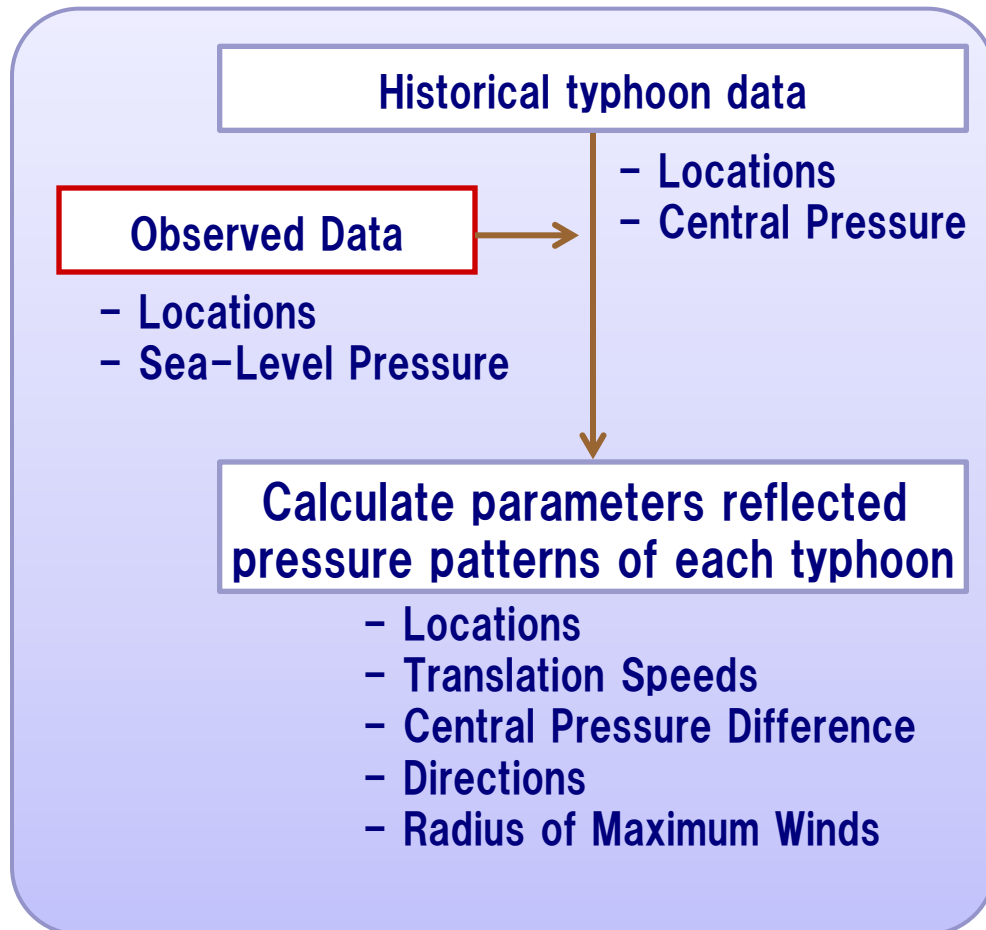 Historical typhoon data
- Locations
- Central Pressure
Observed Data
- Locations
- Sea-Level Pressure
Calculate parameters reflected
pressure patterns of each typhoon
- Locations
- Translation Speeds
- Central Pressure Difference
- Directions
- Radius of Maximum Winds